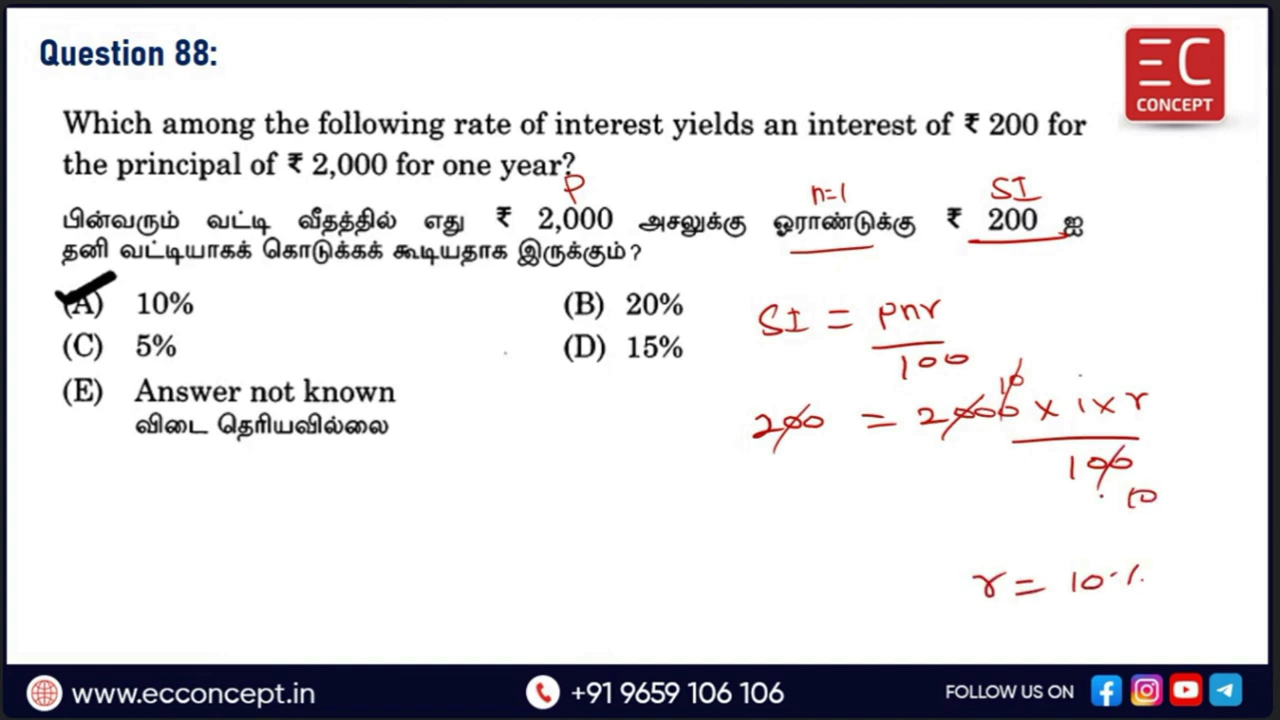 Question 88:
EC
CONCEPT
Which among the following rate of interest yields an interest of ₹ 200 for
the principal of ₹ 2,000 for one year?
P
n=1
SI
பின்வரும் வட்டி வீதத்தில் எது ₹ 2,000 அசலுக்கு ஓராண்டுக்கு ₹ 200 ஐ
தனி வட்டியாகக் கொடுக்கக் கூடியதாக இருக்கும்?
(A) 10%
(B) 20%
(C) 5%
(D) 15%
(E) Answer not known
விடை தெரியவில்லை
SI = pnr
100
10
200 = 2000 x 1 x r
100
10
r = 10%
www.ecconcept.in
+91 9659 106 106
FOLLOW US ON